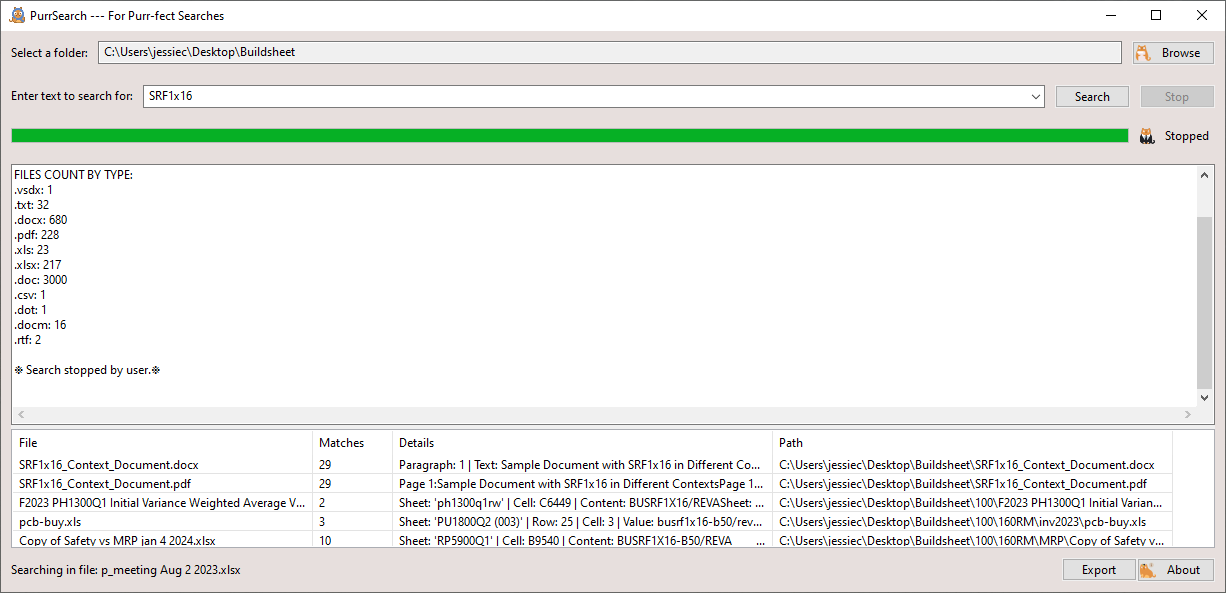 PurrSearch --- For Purr-fect Searches
Select a folder: C:\Users\jessiec\Desktop\Buildsheet Browse
Enter text to search for: SRF1x16 Search Stop
Stopped
FILES COUNT BY TYPE:
.vsdx: 1
.txt: 32
.docx: 680
.pdf: 228
.xls: 23
.xlsx: 217
.doc: 3000
.csv: 1
.dot: 1
.docm: 16
.rtf: 2
❉ Search stopped by user.❉
File Matches Details Path
SRF1x16_Context_Document.docx 29 Paragraph: 1 | Text: Sample Document with SRF1x16 in Different Co... C:\Users\jessiec\Desktop\Buildsheet\SRF1x16_Context_Document.docx
SRF1x16_Context_Document.pdf 29 Page 1:Sample Document with SRF1x16 in Different ContextsPage 1... C:\Users\jessiec\Desktop\Buildsheet\SRF1x16_Context_Document.pdf
F2023 PH1300Q1 Initial Variance Weighted Average V... 2 Sheet: 'ph1300q1rw' | Cell: C6449 | Content: BUSRF1X16/REVASheet: ... C:\Users\jessiec\Desktop\Buildsheet\100\F2023 PH1300Q1 Initial Varian...
pcb-buy.xls 3 Sheet: 'PU1800Q2 (003)' | Row: 25 | Cell: 3 | Value: busrf1x16-b50/rev... C:\Users\jessiec\Desktop\Buildsheet\100\160RM\inv2023\pcb-buy.xls
Copy of Safety vs MRP jan 4 2024.xlsx 10 Sheet: 'RP5900Q1' | Cell: B9540 | Content: BUSRF1X16-B50/REVA ... C:\Users\jessiec\Desktop\Buildsheet\100\160RM\MRP\Copy of Safety v...
Searching in file: p_meeting Aug 2 2023.xlsx Export About